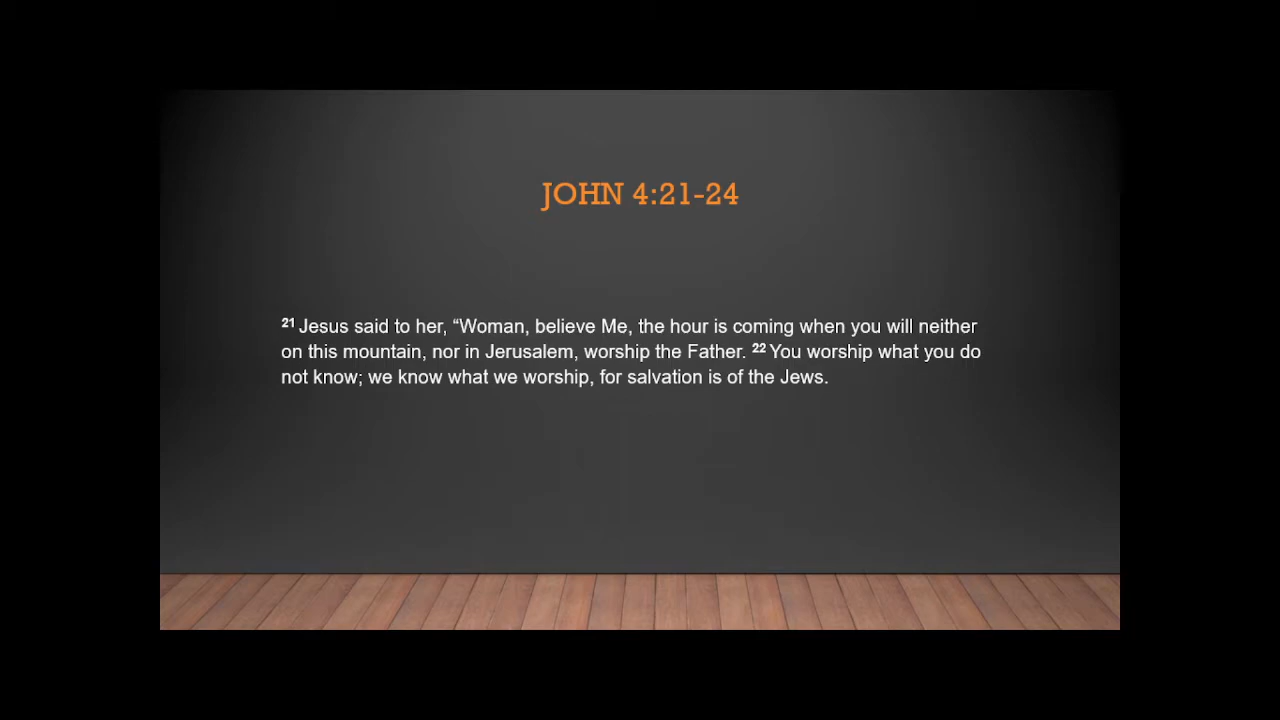 JOHN 4:21-24
21 Jesus said to her, “Woman, believe Me, the hour is coming when you will neither
on this mountain, nor in Jerusalem, worship the Father. 22 You worship what you do
not know; we know what we worship, for salvation is of the Jews.